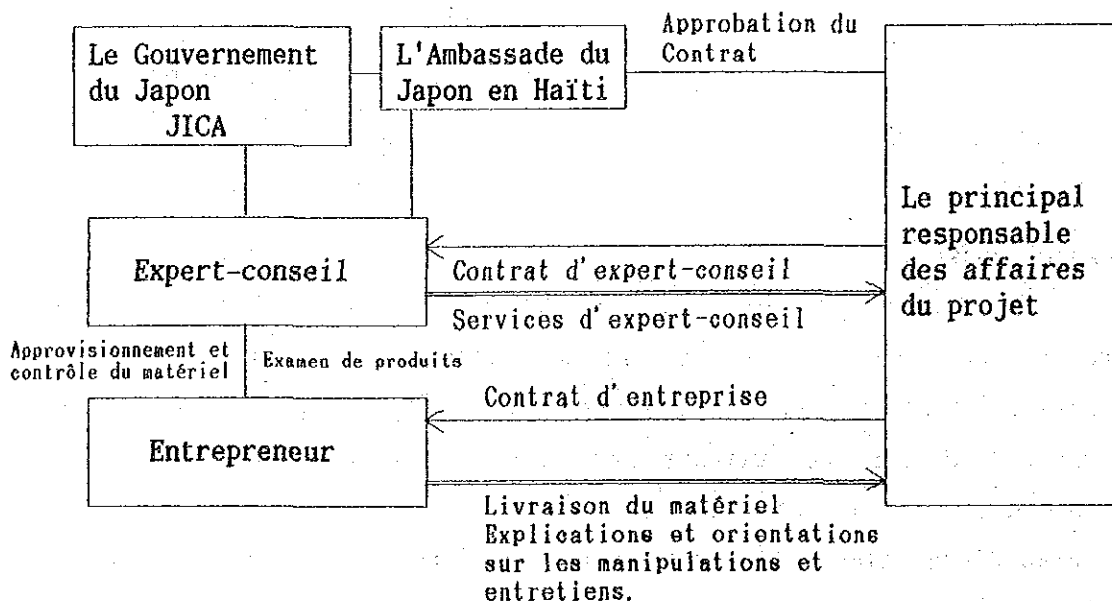 Le Gouvernement
du Japon
JICA
L'Ambassade du
Japon en Haïti
Approbation du
Contrat
Le principal
responsable
des affaires
du projet
Expert-conseil
Contrat d'expert-conseil
Services d'expert-conseil
Approvisionnement et
contrôle du matériel
Examen de produits
Contrat d'entreprise
Entrepreneur
Livraison du matériel
Explications et orientations
sur les manipulations et
entretiens.